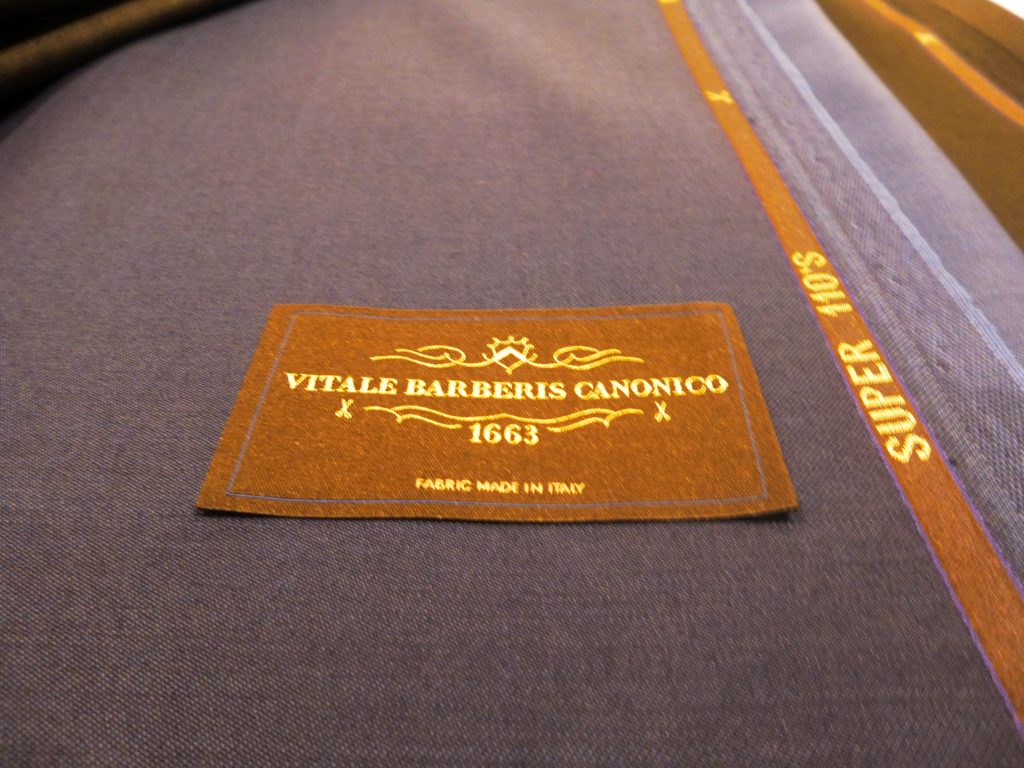 VITALE BARBERIS CANONICO
1663
FABRIC MADE IN ITALY
SUPER 110'S